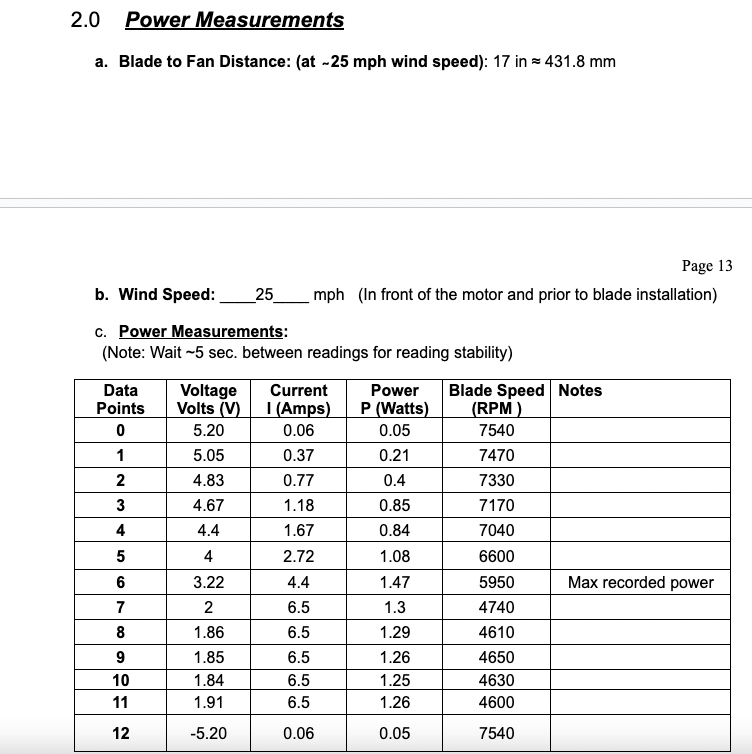 2.0 Power Measurements
a. Blade to Fan Distance: (at ~25 mph wind speed): 17 in ≈ 431.8 mm
Page 13
b. Wind Speed: ____25____ mph (In front of the motor and prior to blade installation)
c. Power Measurements:
(Note: Wait ~5 sec. between readings for reading stability)
Data Points Voltage Volts (V) Current I (Amps) Power P (Watts) Blade Speed (RPM ) Notes
0 5.20 0.06 0.05 7540
1 5.05 0.37 0.21 7470
2 4.83 0.77 0.4 7330
3 4.67 1.18 0.85 7170
4 4.4 1.67 0.84 7040
5 4 2.72 1.08 6600
6 3.22 4.4 1.47 5950 Max recorded power
7 2 6.5 1.3 4740
8 1.86 6.5 1.29 4610
9 1.85 6.5 1.26 4650
10 1.84 6.5 1.25 4630
11 1.91 6.5 1.26 4600
12 -5.20 0.06 0.05 7540